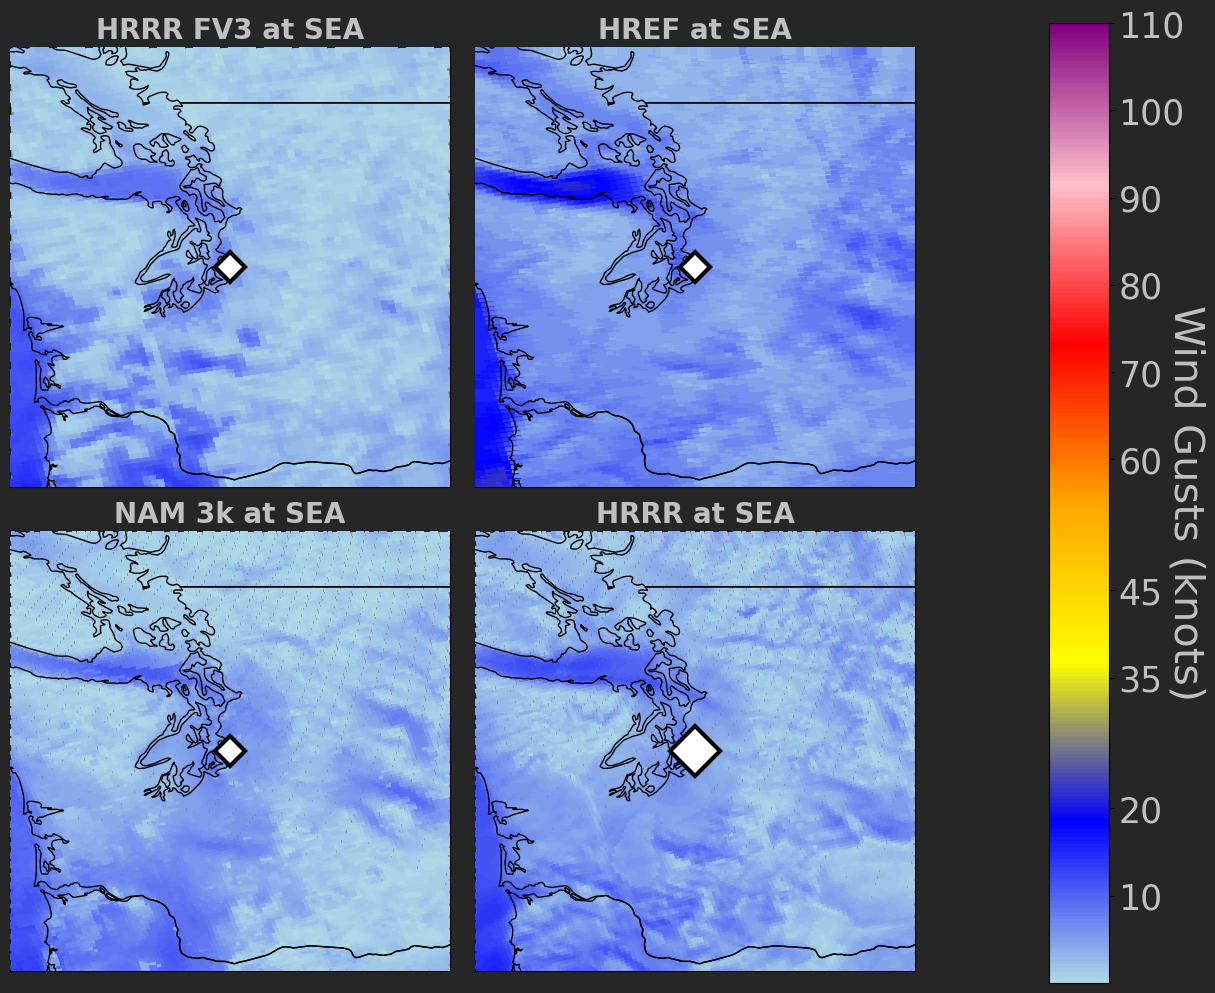 HRRR FV3 at SEA
HREF at SEA
NAM 3k at SEA
HRRR at SEA
110
100
90
80
70
60
45
35
20
10
Wind Gusts (knots)